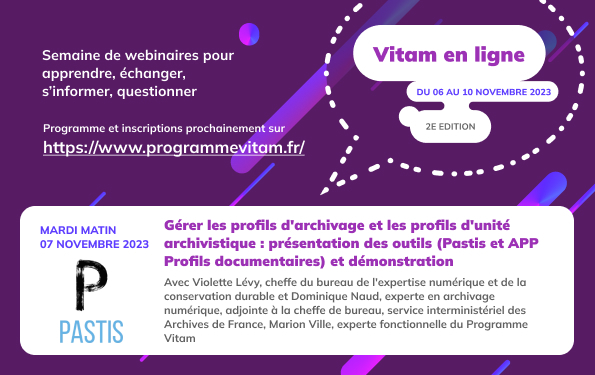 Semaine de webinaires pour
apprendre, échanger,
s'informer, questionner
Programme et inscriptions prochainement sur
https://www.programmevitam.fr/
Vitam en ligne
DU 06 AU 10 NOVEMBRE 2023
2E EDITION
MARDI MATIN
07 NOVEMBRE 2023
P
PASTIS
Gérer les profils d'archivage et les profils d'unité
archivistique : présentation des outils (Pastis et APP
Profils documentaires) et démonstration
Avec Violette Lévy, cheffe du bureau de l'expertise numérique et de la
conservation durable et Dominique Naud, experte en archivage
numérique, adjointe à la cheffe de bureau, service interministériel des
Archives de France, Marion Ville, experte fonctionnelle du Programme
Vitam